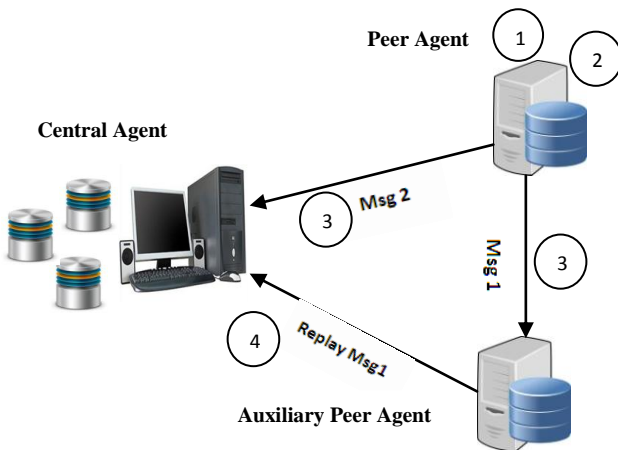 Peer Agent
1
2
Central Agent
3
Msg 2
Msg 1
3
4
Replay Msg1
Auxiliary Peer Agent